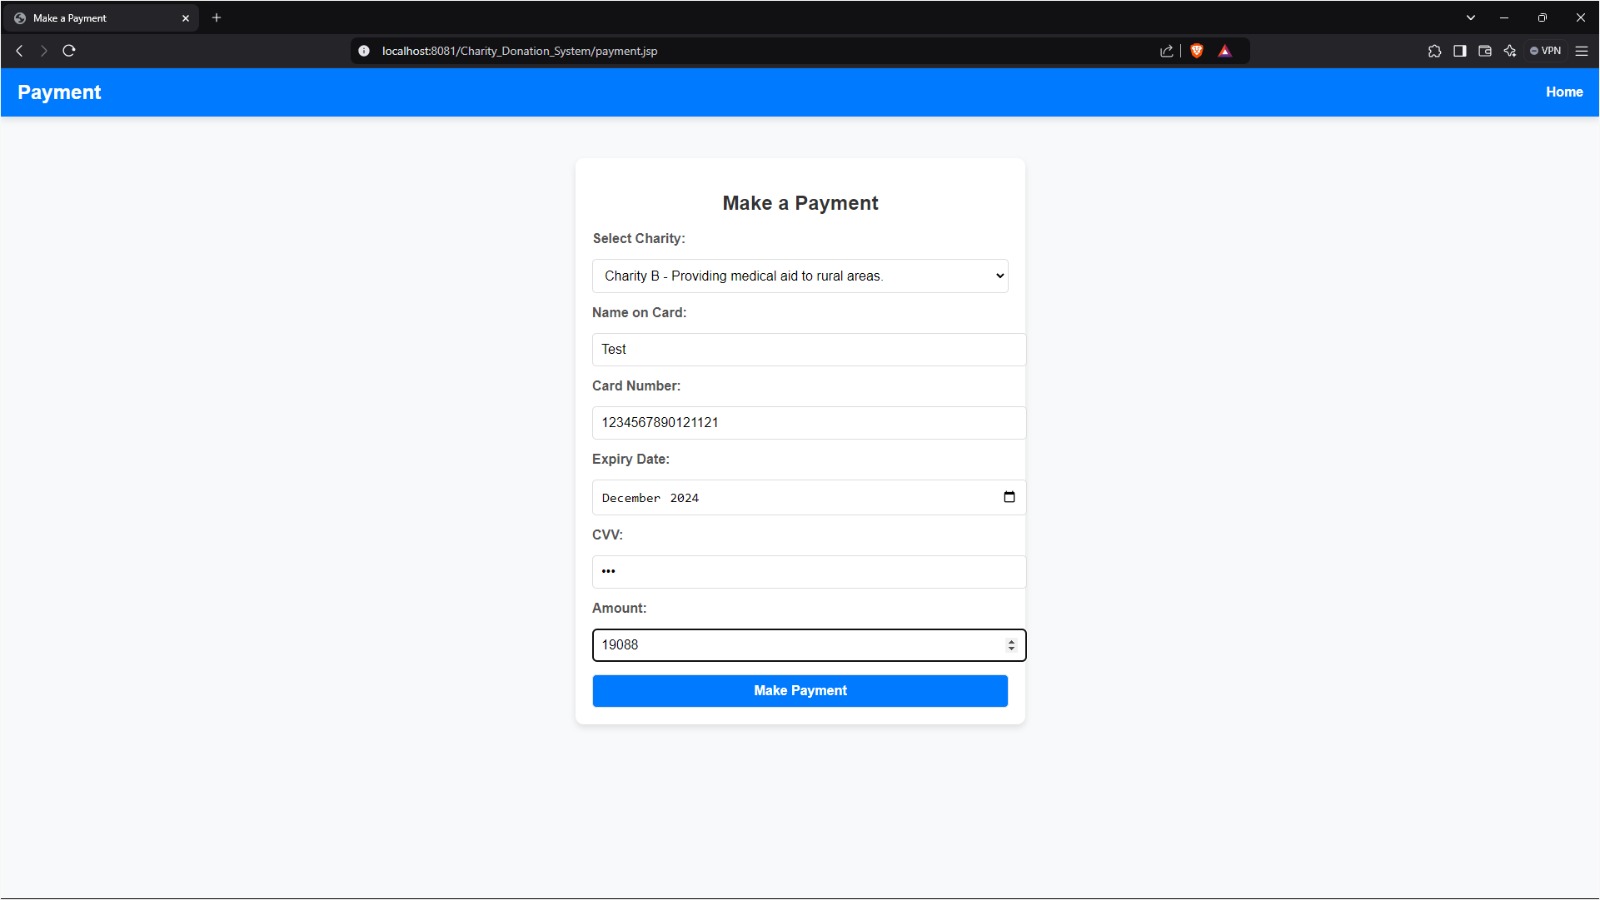 Make a Payment
localhost:8081/Charity_Donation_System/payment.jsp
VPN
Payment
Home
Make a Payment
Select Charity:
Charity B - Providing medical aid to rural areas.
Name on Card:
Test
Card Number:
1234567890121121
Expiry Date:
December 2024
CVV:
•••
Amount:
19088
Make Payment